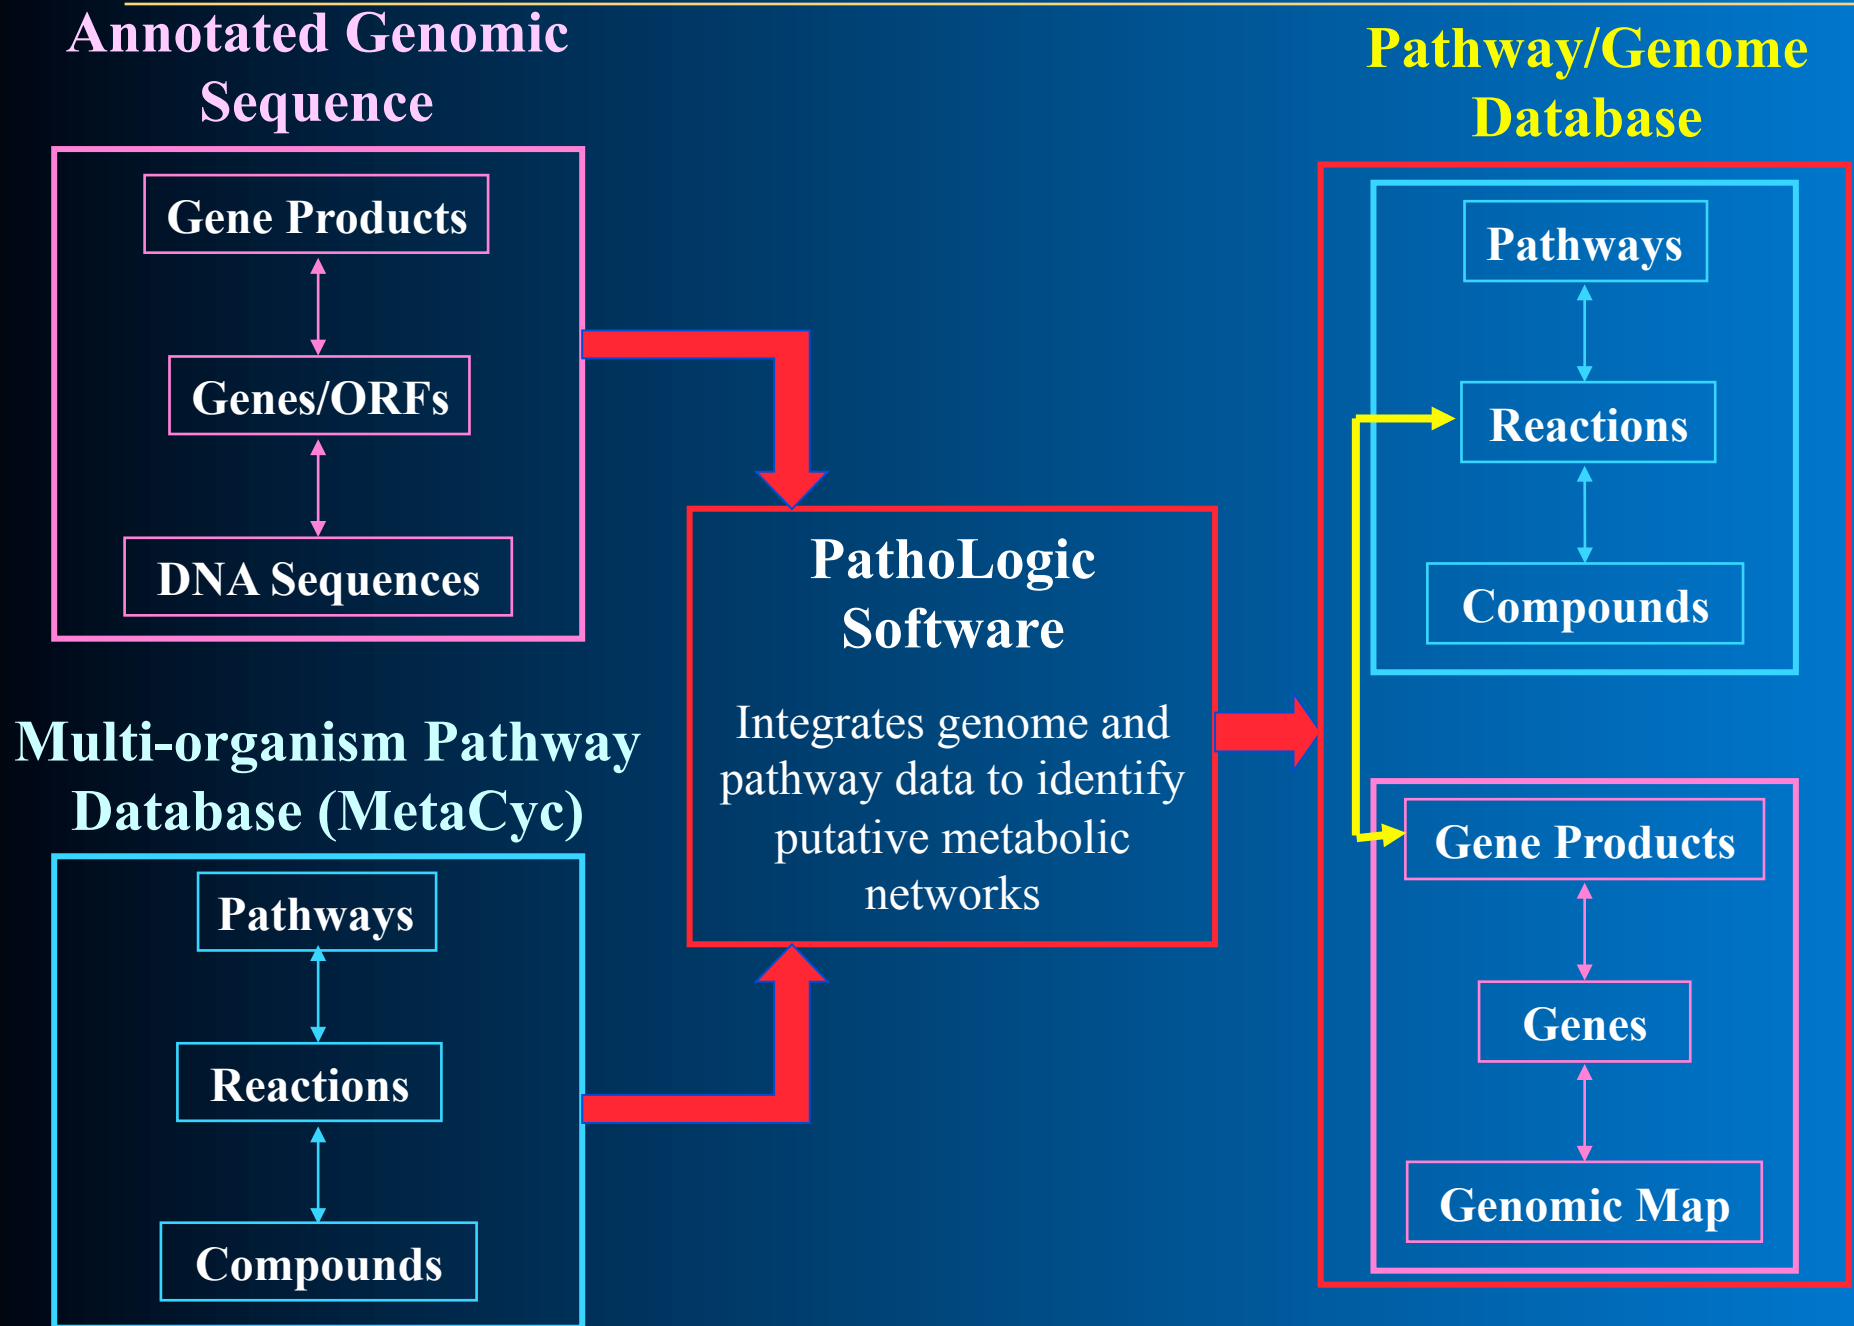 Annotated Genomic
Sequence
Gene Products
Genes/ORFs
DNA Sequences
Multi-organism Pathway
Database (MetaCyc)
Pathways
Reactions
Compounds
PathoLogic
Software
Integrates genome and
pathway data to identify
putative metabolic
networks
Pathway/Genome
Database
Pathways
Reactions
Compounds
Gene Products
Genes
Genomic Map